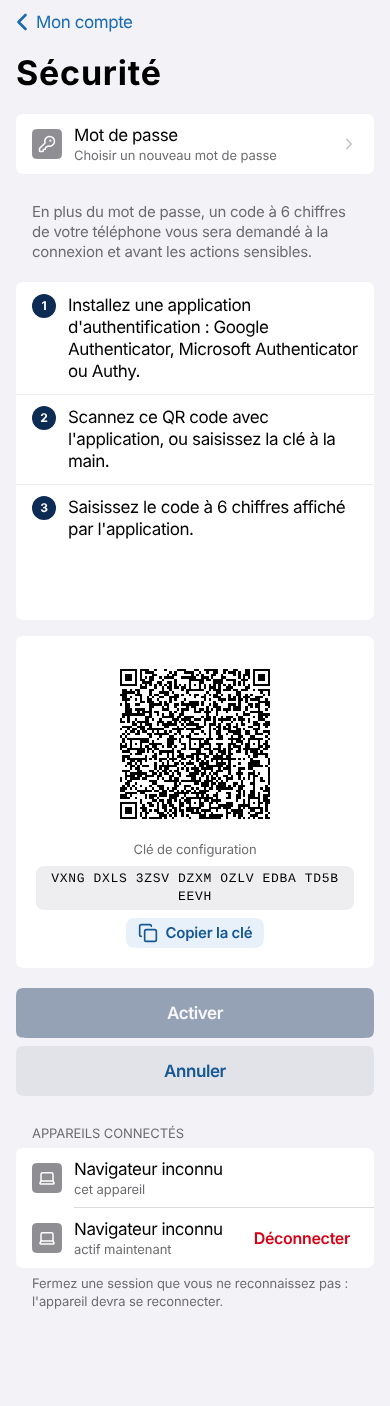 Mon compte
Sécurité
Mot de passe
Choisir un nouveau mot de passe
En plus du mot de passe, un code à 6 chiffres
de votre téléphone vous sera demandé à la
connexion et avant les actions sensibles.
1 Installez une application
d'authentification : Google
Authenticator, Microsoft Authenticator
ou Authy.
2 Scannez ce QR code avec
l'application, ou saisissez la clé à la
main.
3 Saisissez le code à 6 chiffres affiché
par l'application.
Clé de configuration
VXNG DXLS 3ZSV DZXM OZLV EDBA TD5B
EEVH
Copier la clé
Activer
Annuler
APPAREILS CONNECTÉS
Navigateur inconnu
cet appareil
Navigateur inconnu
actif maintenant
Déconnecter
Fermez une session que vous ne reconnaissez pas :
l'appareil devra se reconnecter.